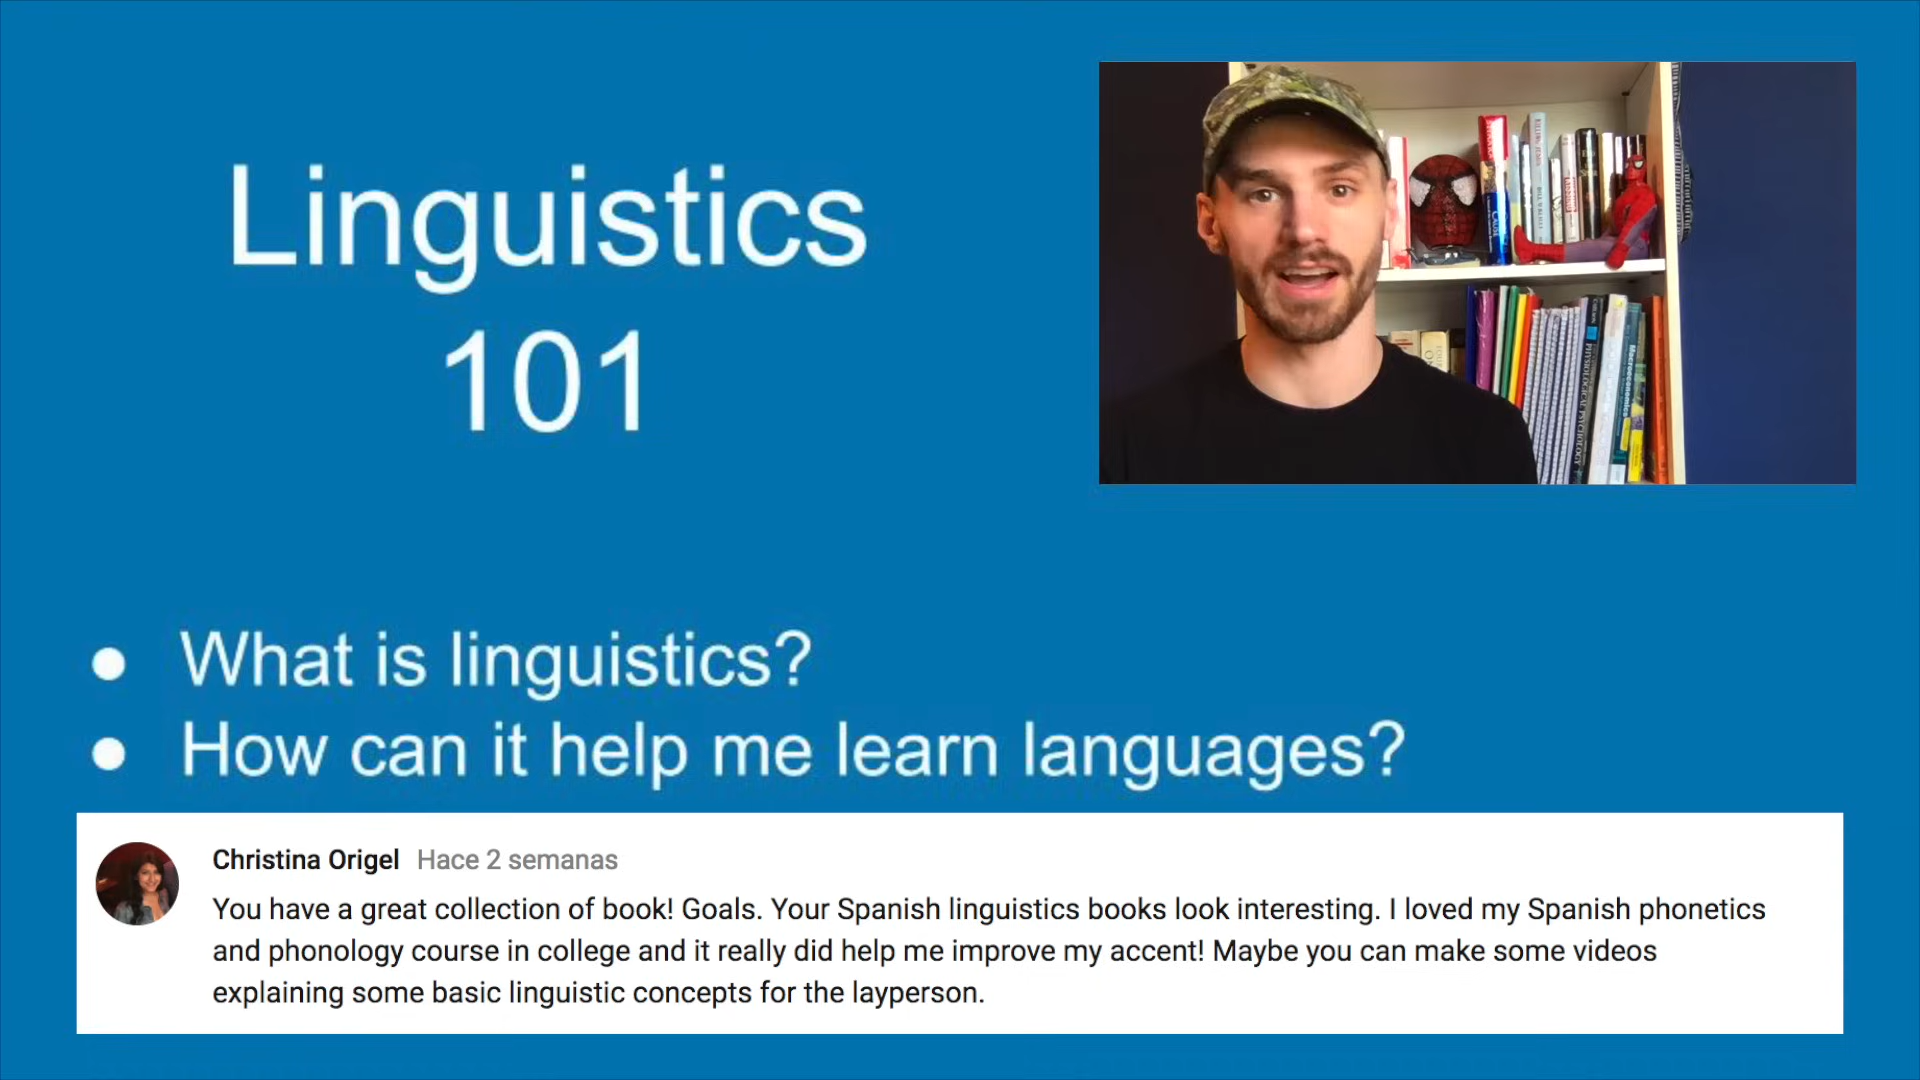 Linguistics
101
• What is linguistics?
• How can it help me learn languages?
Christina Origel Hace 2 semanas
You have a great collection of book! Goals. Your Spanish linguistics books look interesting. I loved my Spanish phonetics
and phonology course in college and it really did help me improve my accent! Maybe you can make some videos
explaining some basic linguistic concepts for the layperson.
PHYSIOLOGICAL PSYCHOLOGY
Macroeconomics